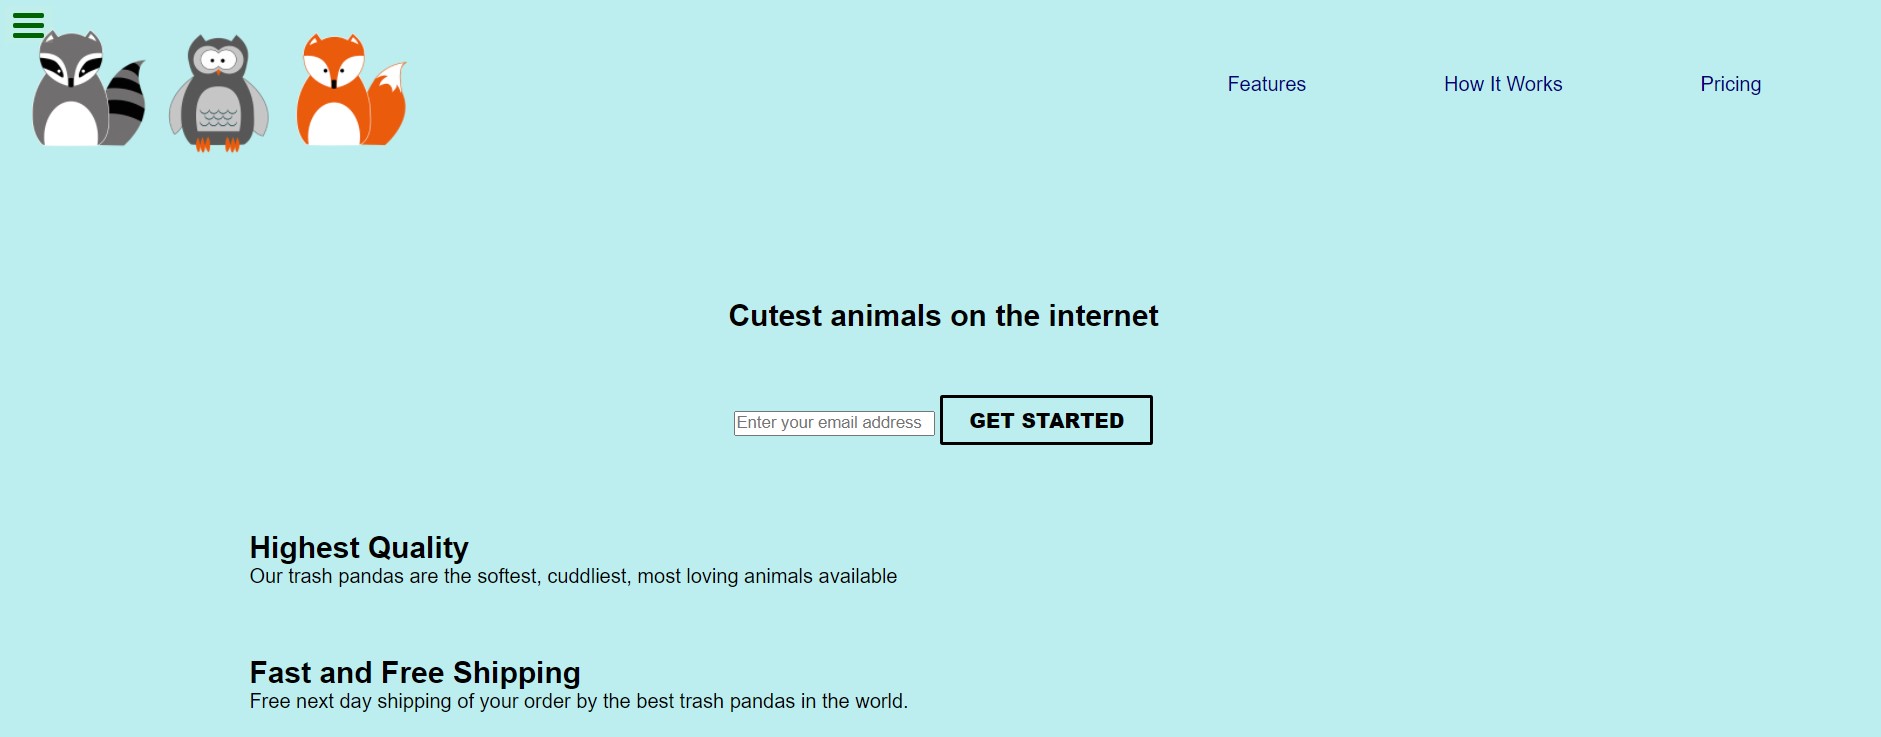 Features
How It Works
Pricing
Cutest animals on the internet
Enter your email address
GET STARTED
Highest Quality
Our trash pandas are the softest, cuddliest, most loving animals available
Fast and Free Shipping
Free next day shipping of your order by the best trash pandas in the world.